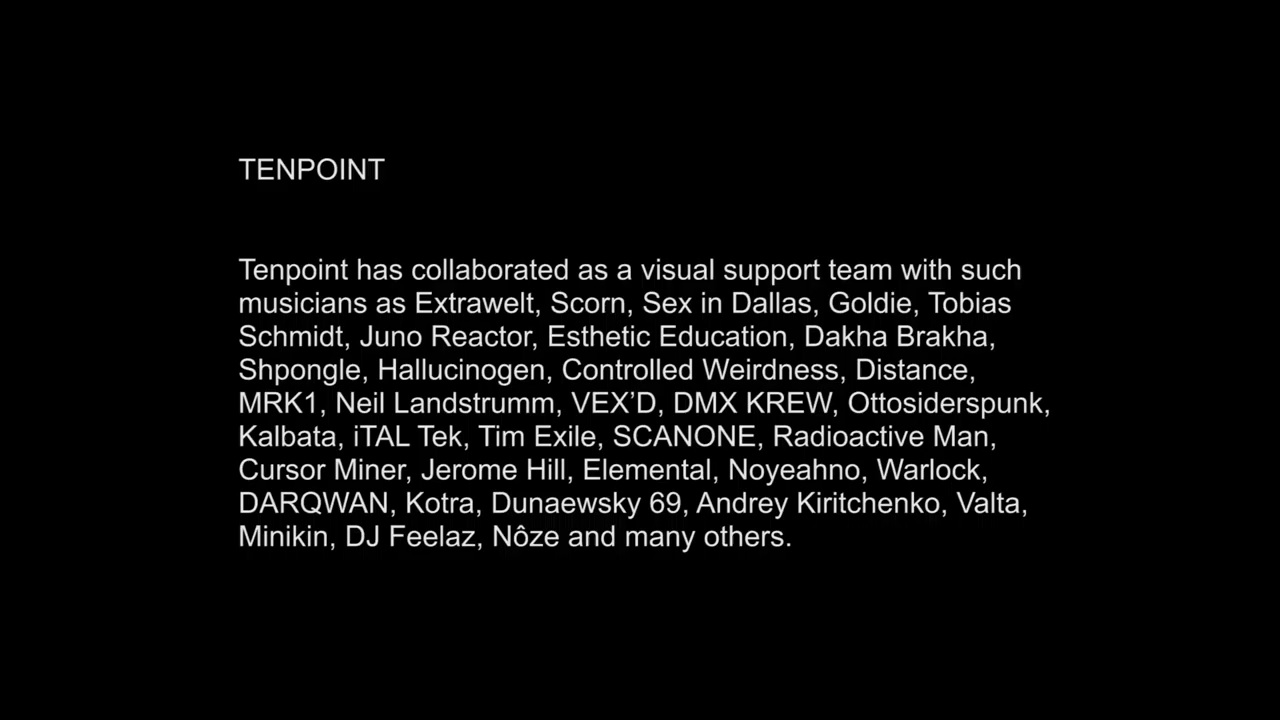 TENPOINT
Tenpoint has collaborated as a visual support team with such
musicians as Extrawelt, Scorn, Sex in Dallas, Goldie, Tobias
Schmidt, Juno Reactor, Esthetic Education, Dakha Brakha,
Shpongle, Hallucinogen, Controlled Weirdness, Distance,
MRK1, Neil Landstrumm, VEX’D, DMX KREW, Ottosiderspunk,
Kalbata, iTAL Tek, Tim Exile, SCANONE, Radioactive Man,
Cursor Miner, Jerome Hill, Elemental, Noyeahno, Warlock,
DARQWAN, Kotra, Dunaewsky 69, Andrey Kiritchenko, Valta,
Minikin, DJ Feelaz, Nôze and many others.